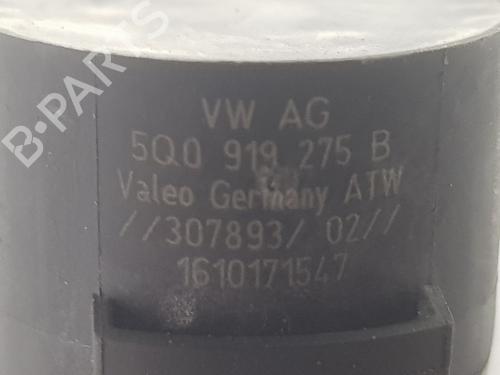 VW AG
5Q0 919 275 B
Valeo Germany ATW
//307893/ 02//
1610171547
B-PARTS